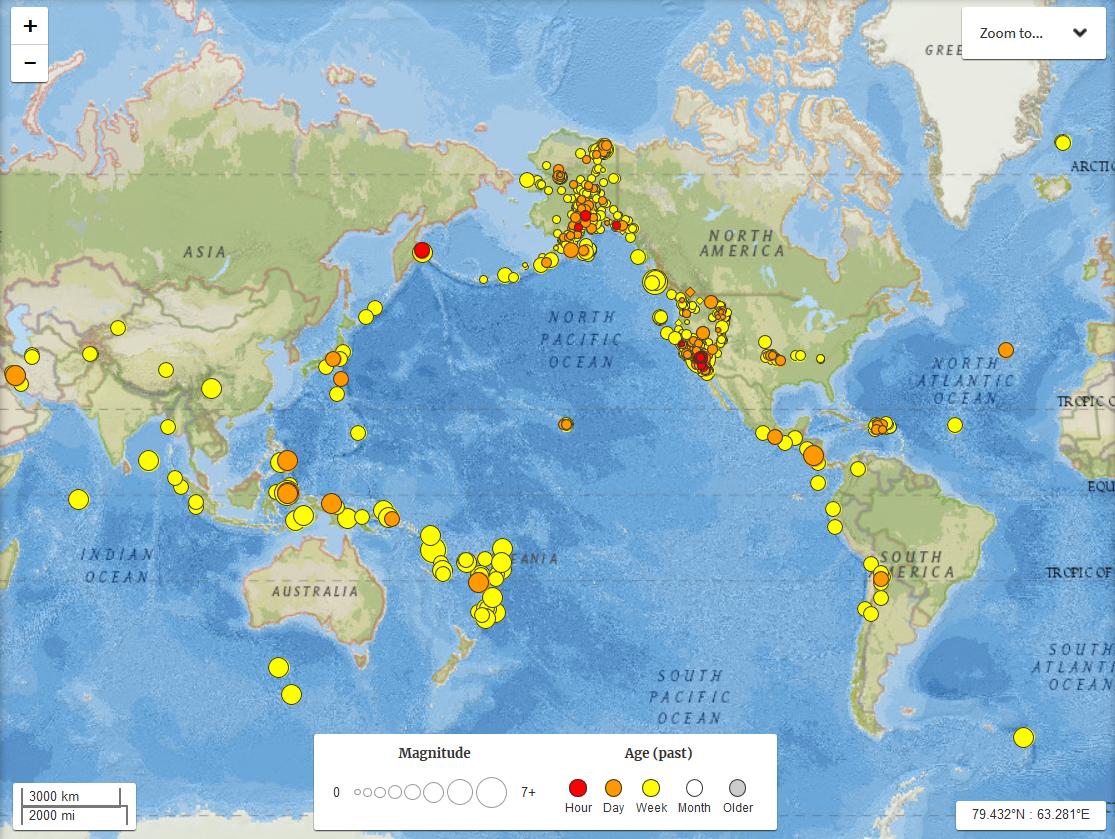 +
Zoom to...
−
GREE
ARCTIC
ASIA
NORTH
AMERICA
NORTH
PACIFIC
OCEAN
NORTH
ATLANTIC
OCEAN
TROPIC O
EQU
INDIAN
OCEAN
EANIA
SOUTH
AMERICA
TROPIC OF
AUSTRALIA
SOUTH
ATLANTI
OCEAN
SOUTH
PACIFIC
OCEAN
Magnitude
Age (past)
0
7+
Hour
Day
Week
Month
Older
3000 km
2000 mi
79.432°N : 63.281°E